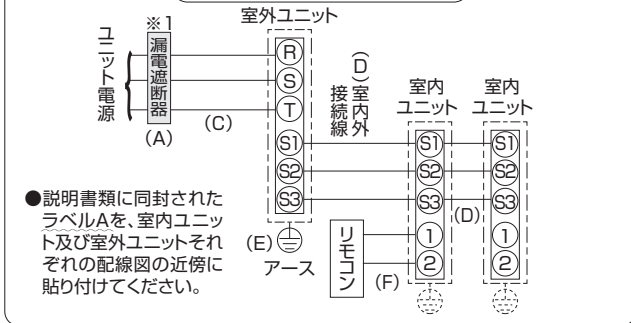 室外ユニット
※1
ユニット電源
漏電遮断器
(A)
(C)
R
S
T
S1
S2
S3
(E)
アース
(D)室内外
接続線
室内
ユニット
S1
S2
S3
1
2
室内
ユニット
S1
S2
S3
1
2
(D)
リモコン
(F)
●説明書類に同封された
ラベルAを、室内ユニッ
ト及び室外ユニットそれ
ぞれの配線図の近傍に
貼り付けてください。